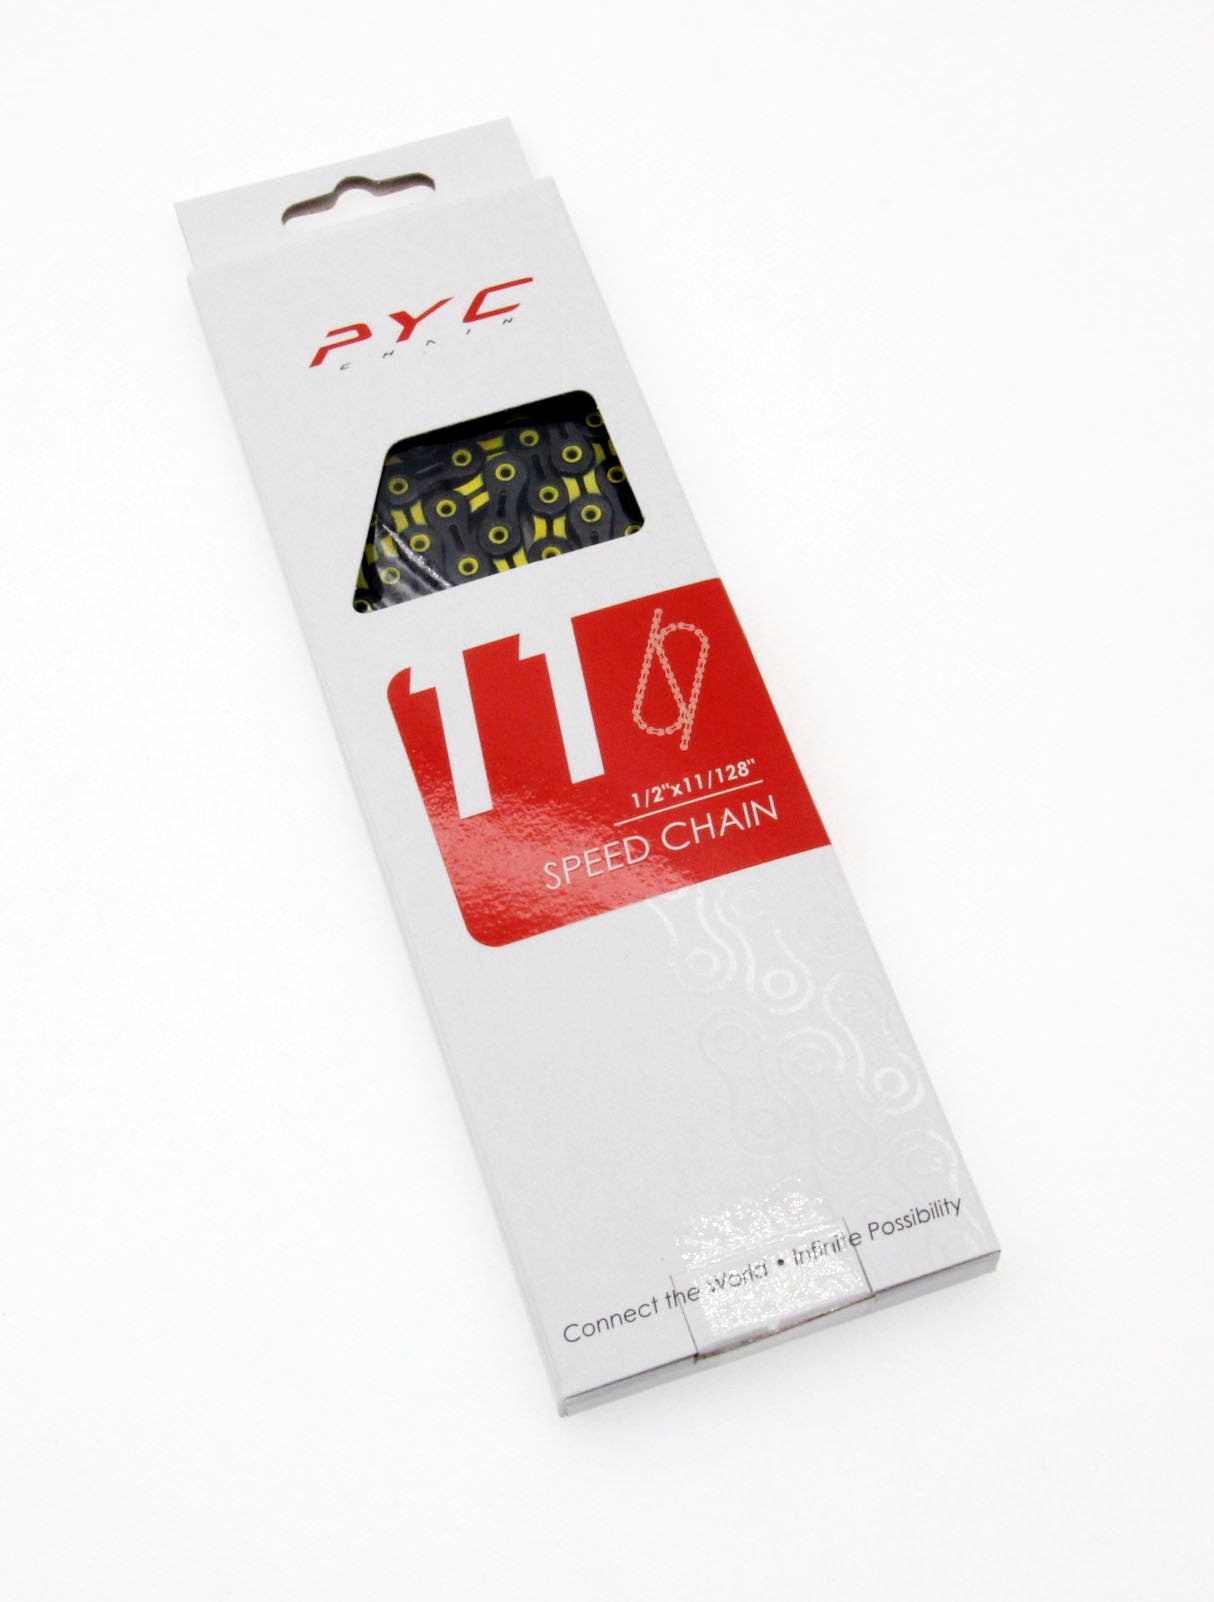 PYC
CHAIN
11
1/2"x11/128"
SPEED CHAIN
Connect the World • Infinite Possibility